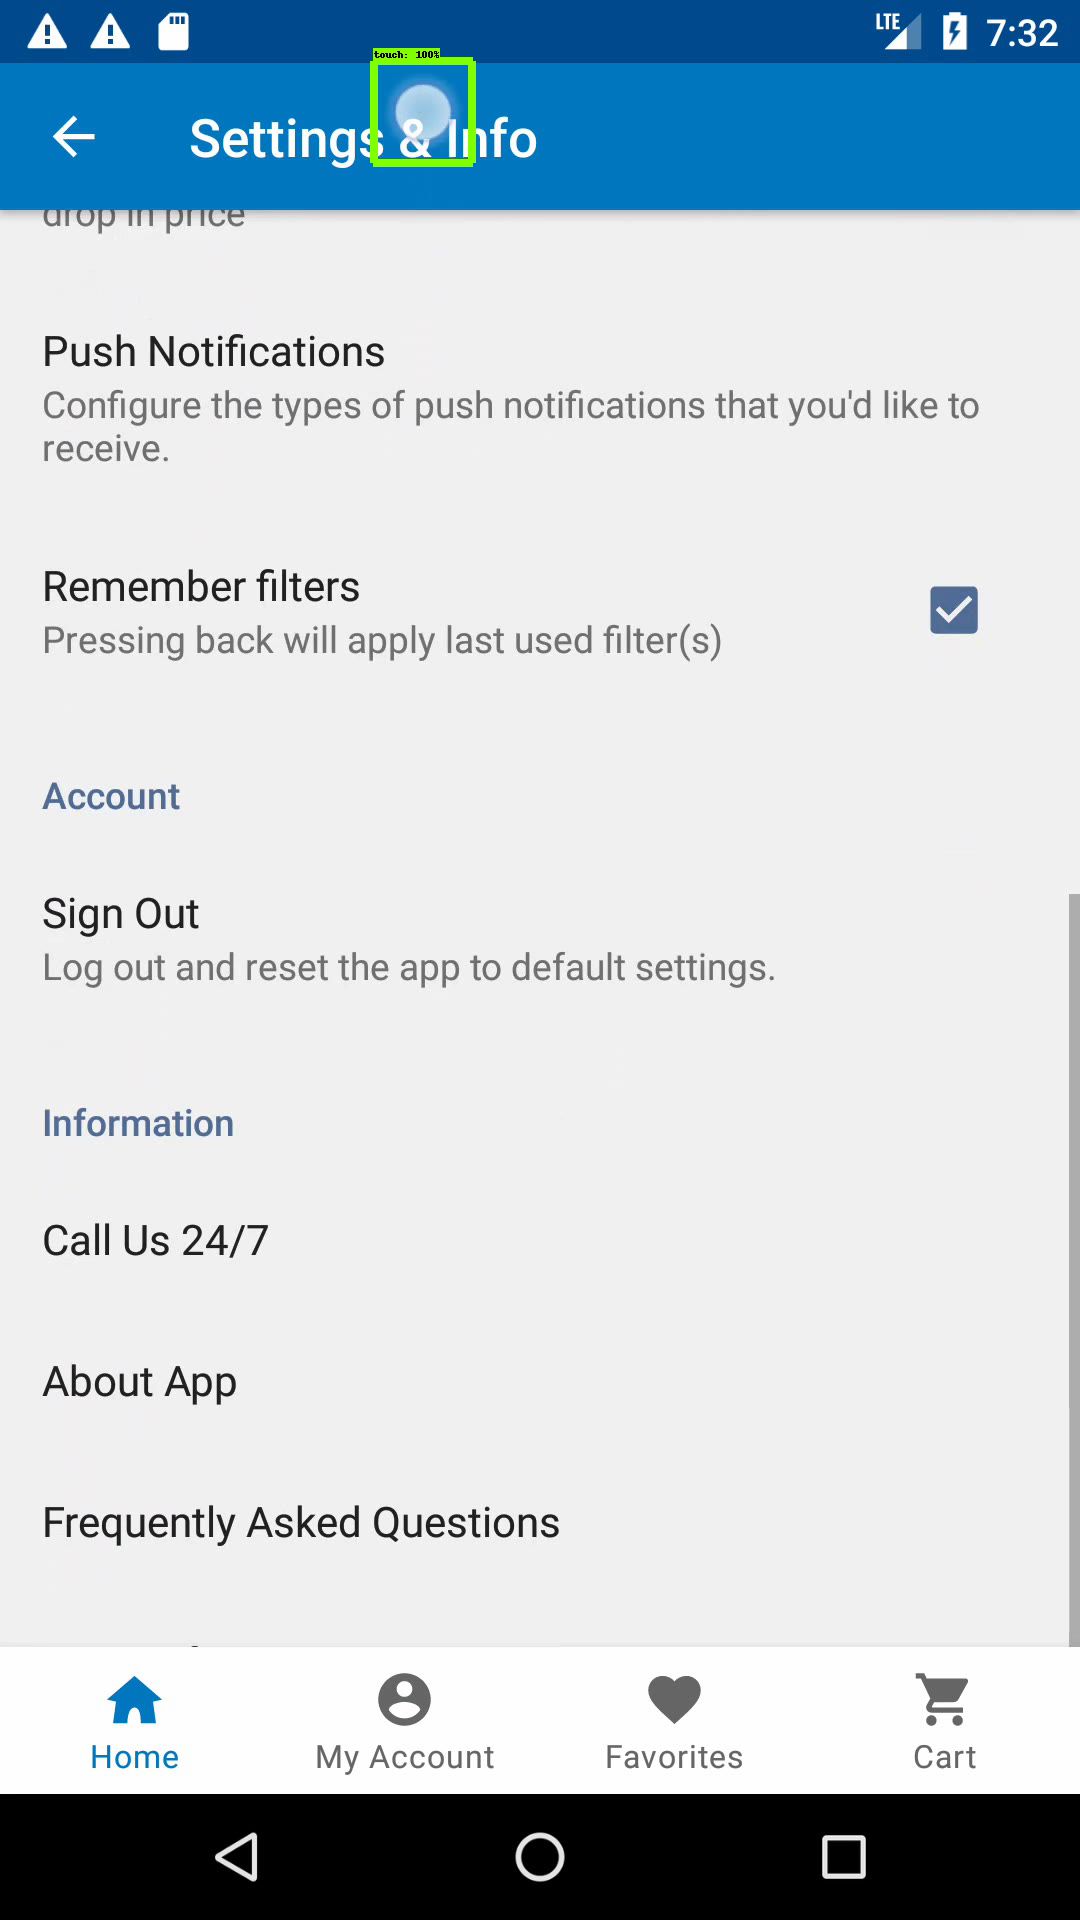 LTE 7:32
touch: 100%
Settings & Info
drop in price
Push Notifications
Configure the types of push notifications that you'd like to
receive.
Remember filters
Pressing back will apply last used filter(s)
Account
Sign Out
Log out and reset the app to default settings.
Information
Call Us 24/7
About App
Frequently Asked Questions
Home
My Account
Favorites
Cart